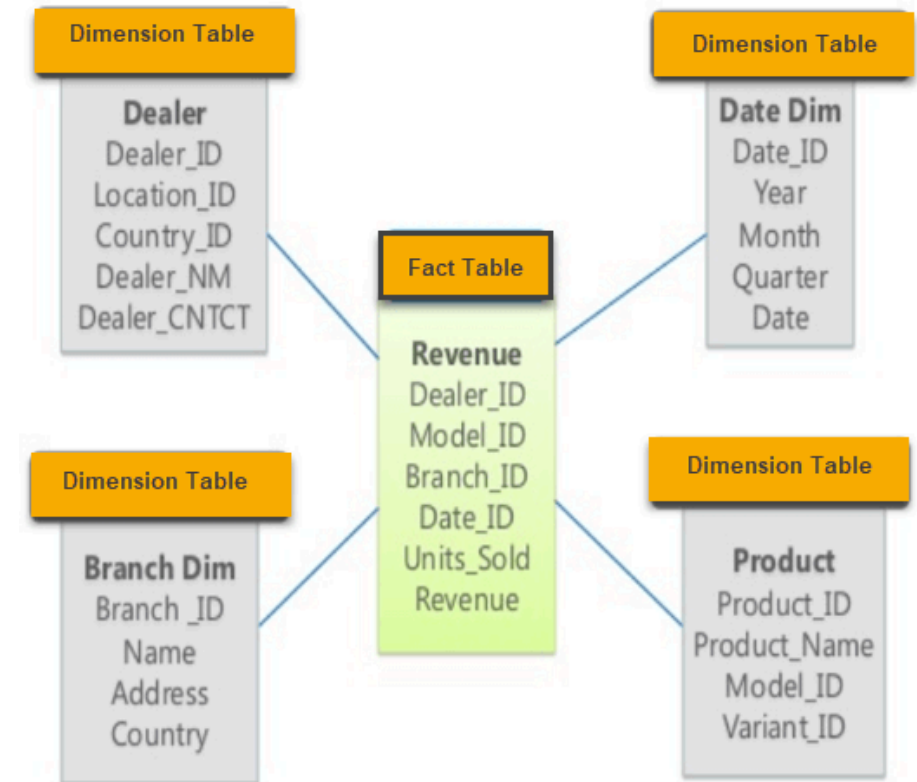 Dimension Table
Dealer
Dealer_ID
Location_ID
Country_ID
Dealer_NM
Dealer_CNTCT
Dimension Table
Date Dim
Date_ID
Year
Month
Quarter
Date
Fact Table
Revenue
Dealer_ID
Model_ID
Branch_ID
Date_ID
Units_Sold
Revenue
Dimension Table
Branch Dim
Branch _ID
Name
Address
Country
Dimension Table
Product
Product_ID
Product_Name
Model_ID
Variant_ID